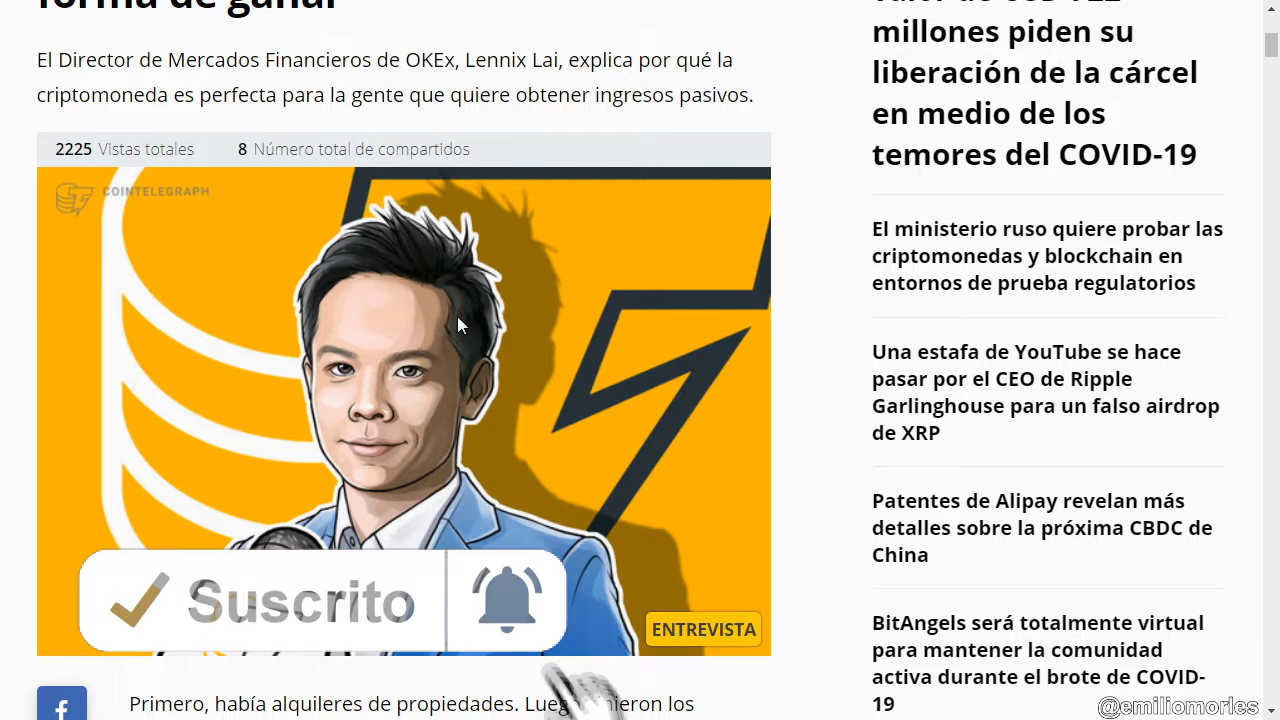 forma de ganar
El Director de Mercados Financieros de OKEx, Lennix Lai, explica por qué la
criptomoneda es perfecta para la gente que quiere obtener ingresos pasivos.
2225 Vistas totales 8 Número total de compartidos
COINTELEGRAPH
Suscrito
ENTREVISTA
f
Primero, había alquileres de propiedades. los
millones piden su
liberación de la cárcel
en medio de los
temores del COVID-19
El ministerio ruso quiere probar las
criptomonedas y blockchain en
entornos de prueba regulatorios
Una estafa de YouTube se hace
pasar por el CEO de Ripple
Garlinghouse para un falso airdrop
de XRP
Patentes de Alipay revelan más
detalles sobre la próxima CBDC de
China
BitAngels será totalmente virtual
para mantener la comunidad
activa durante el brote de COVID-
19
@emiliomorles